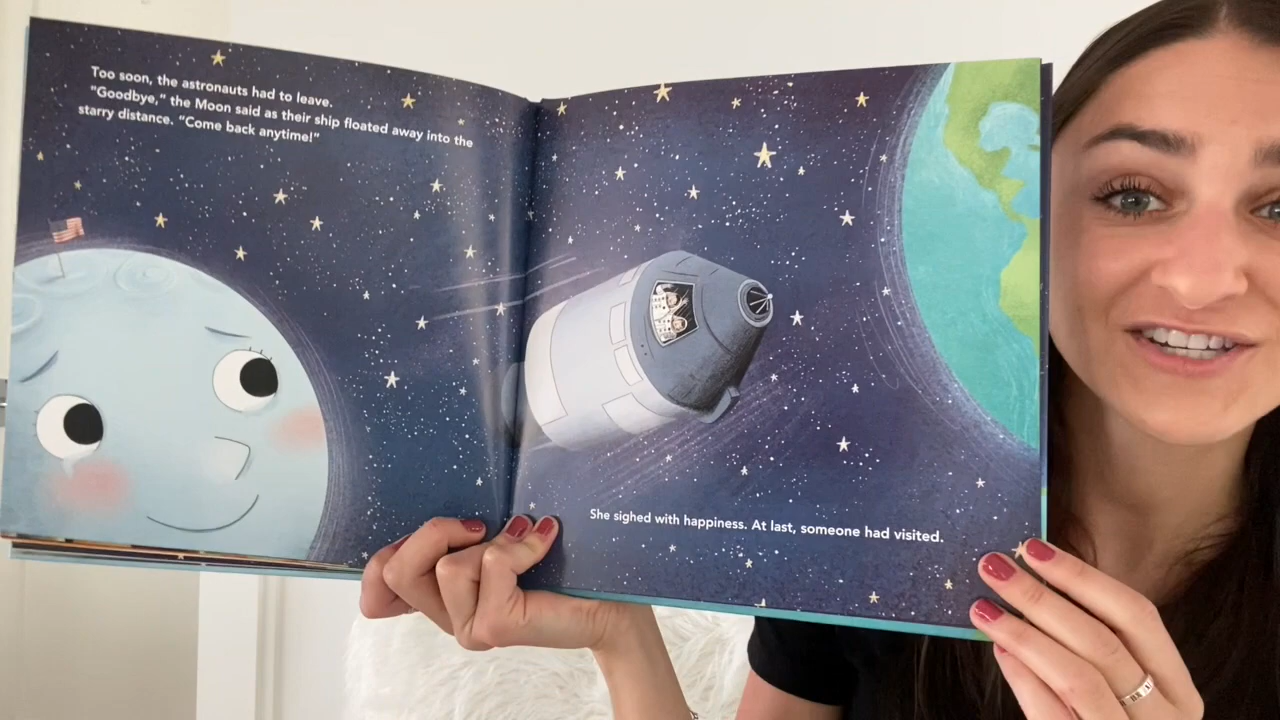 Too soon, the astronauts had to leave.
"Goodbye," the Moon said as their ship floated away into the
starry distance. "Come back anytime!"
She sighed with happiness. At last, someone had visited.